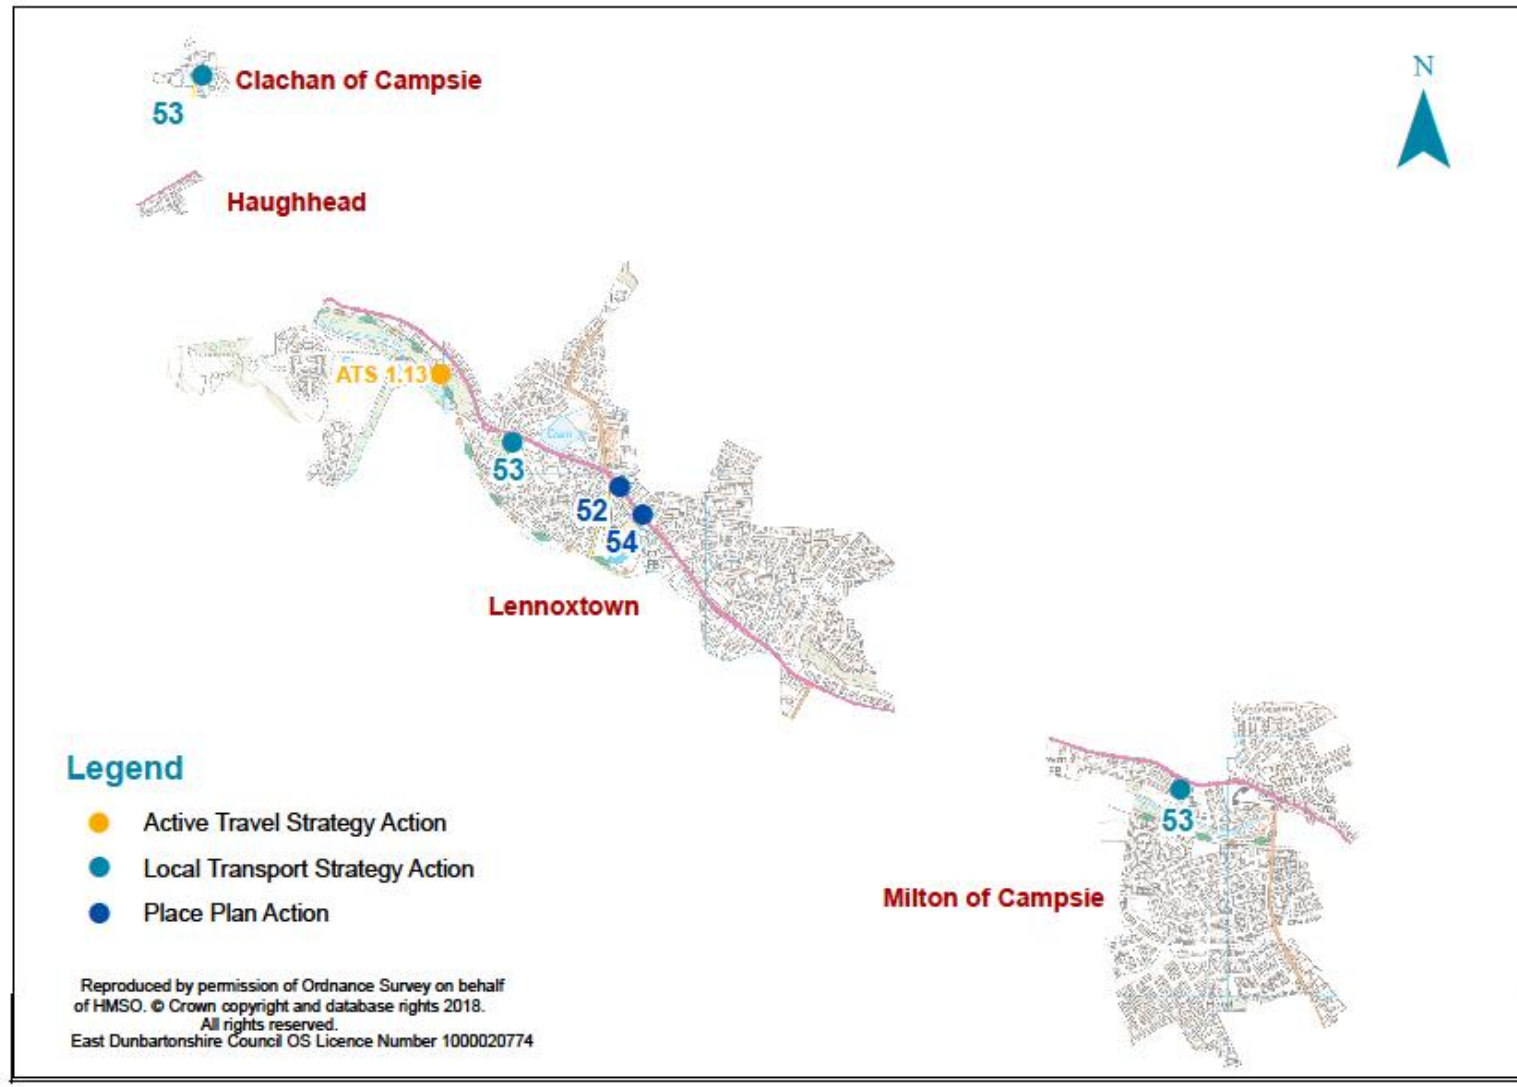 N
Clachan of Campsie
53
Haughhead
ATS 1.13
53
52
54
Lennoxtown
53
Milton of Campsie
Legend
Active Travel Strategy Action
Local Transport Strategy Action
Place Plan Action
Reproduced by permission of Ordnance Survey on behalf
of HMSO. © Crown copyright and database rights 2018.
All rights reserved.
East Dunbartonshire Council OS Licence Number 1000020774